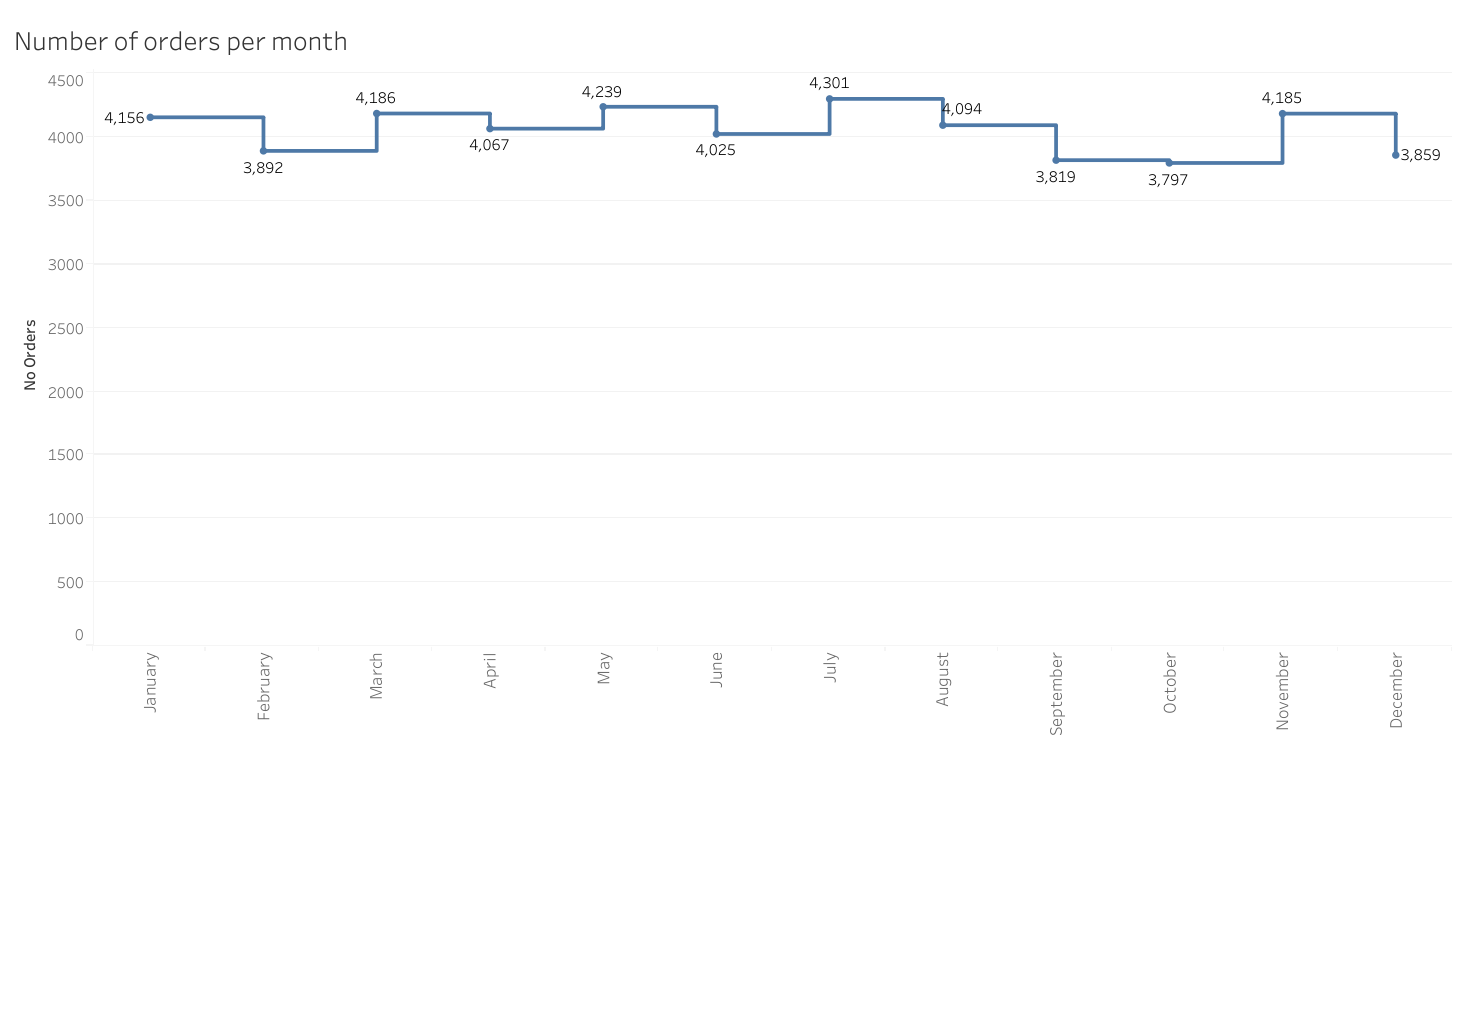 Number of orders per month
4500
4000
3500
3000
2500
2000
1500
1000
500
0
No Orders
4,156
3,892
4,186
4,067
4,239
4,025
4,301
4,094
3,819
3,797
4,185
3,859
January
February
March
April
May
June
July
August
September
October
November
December